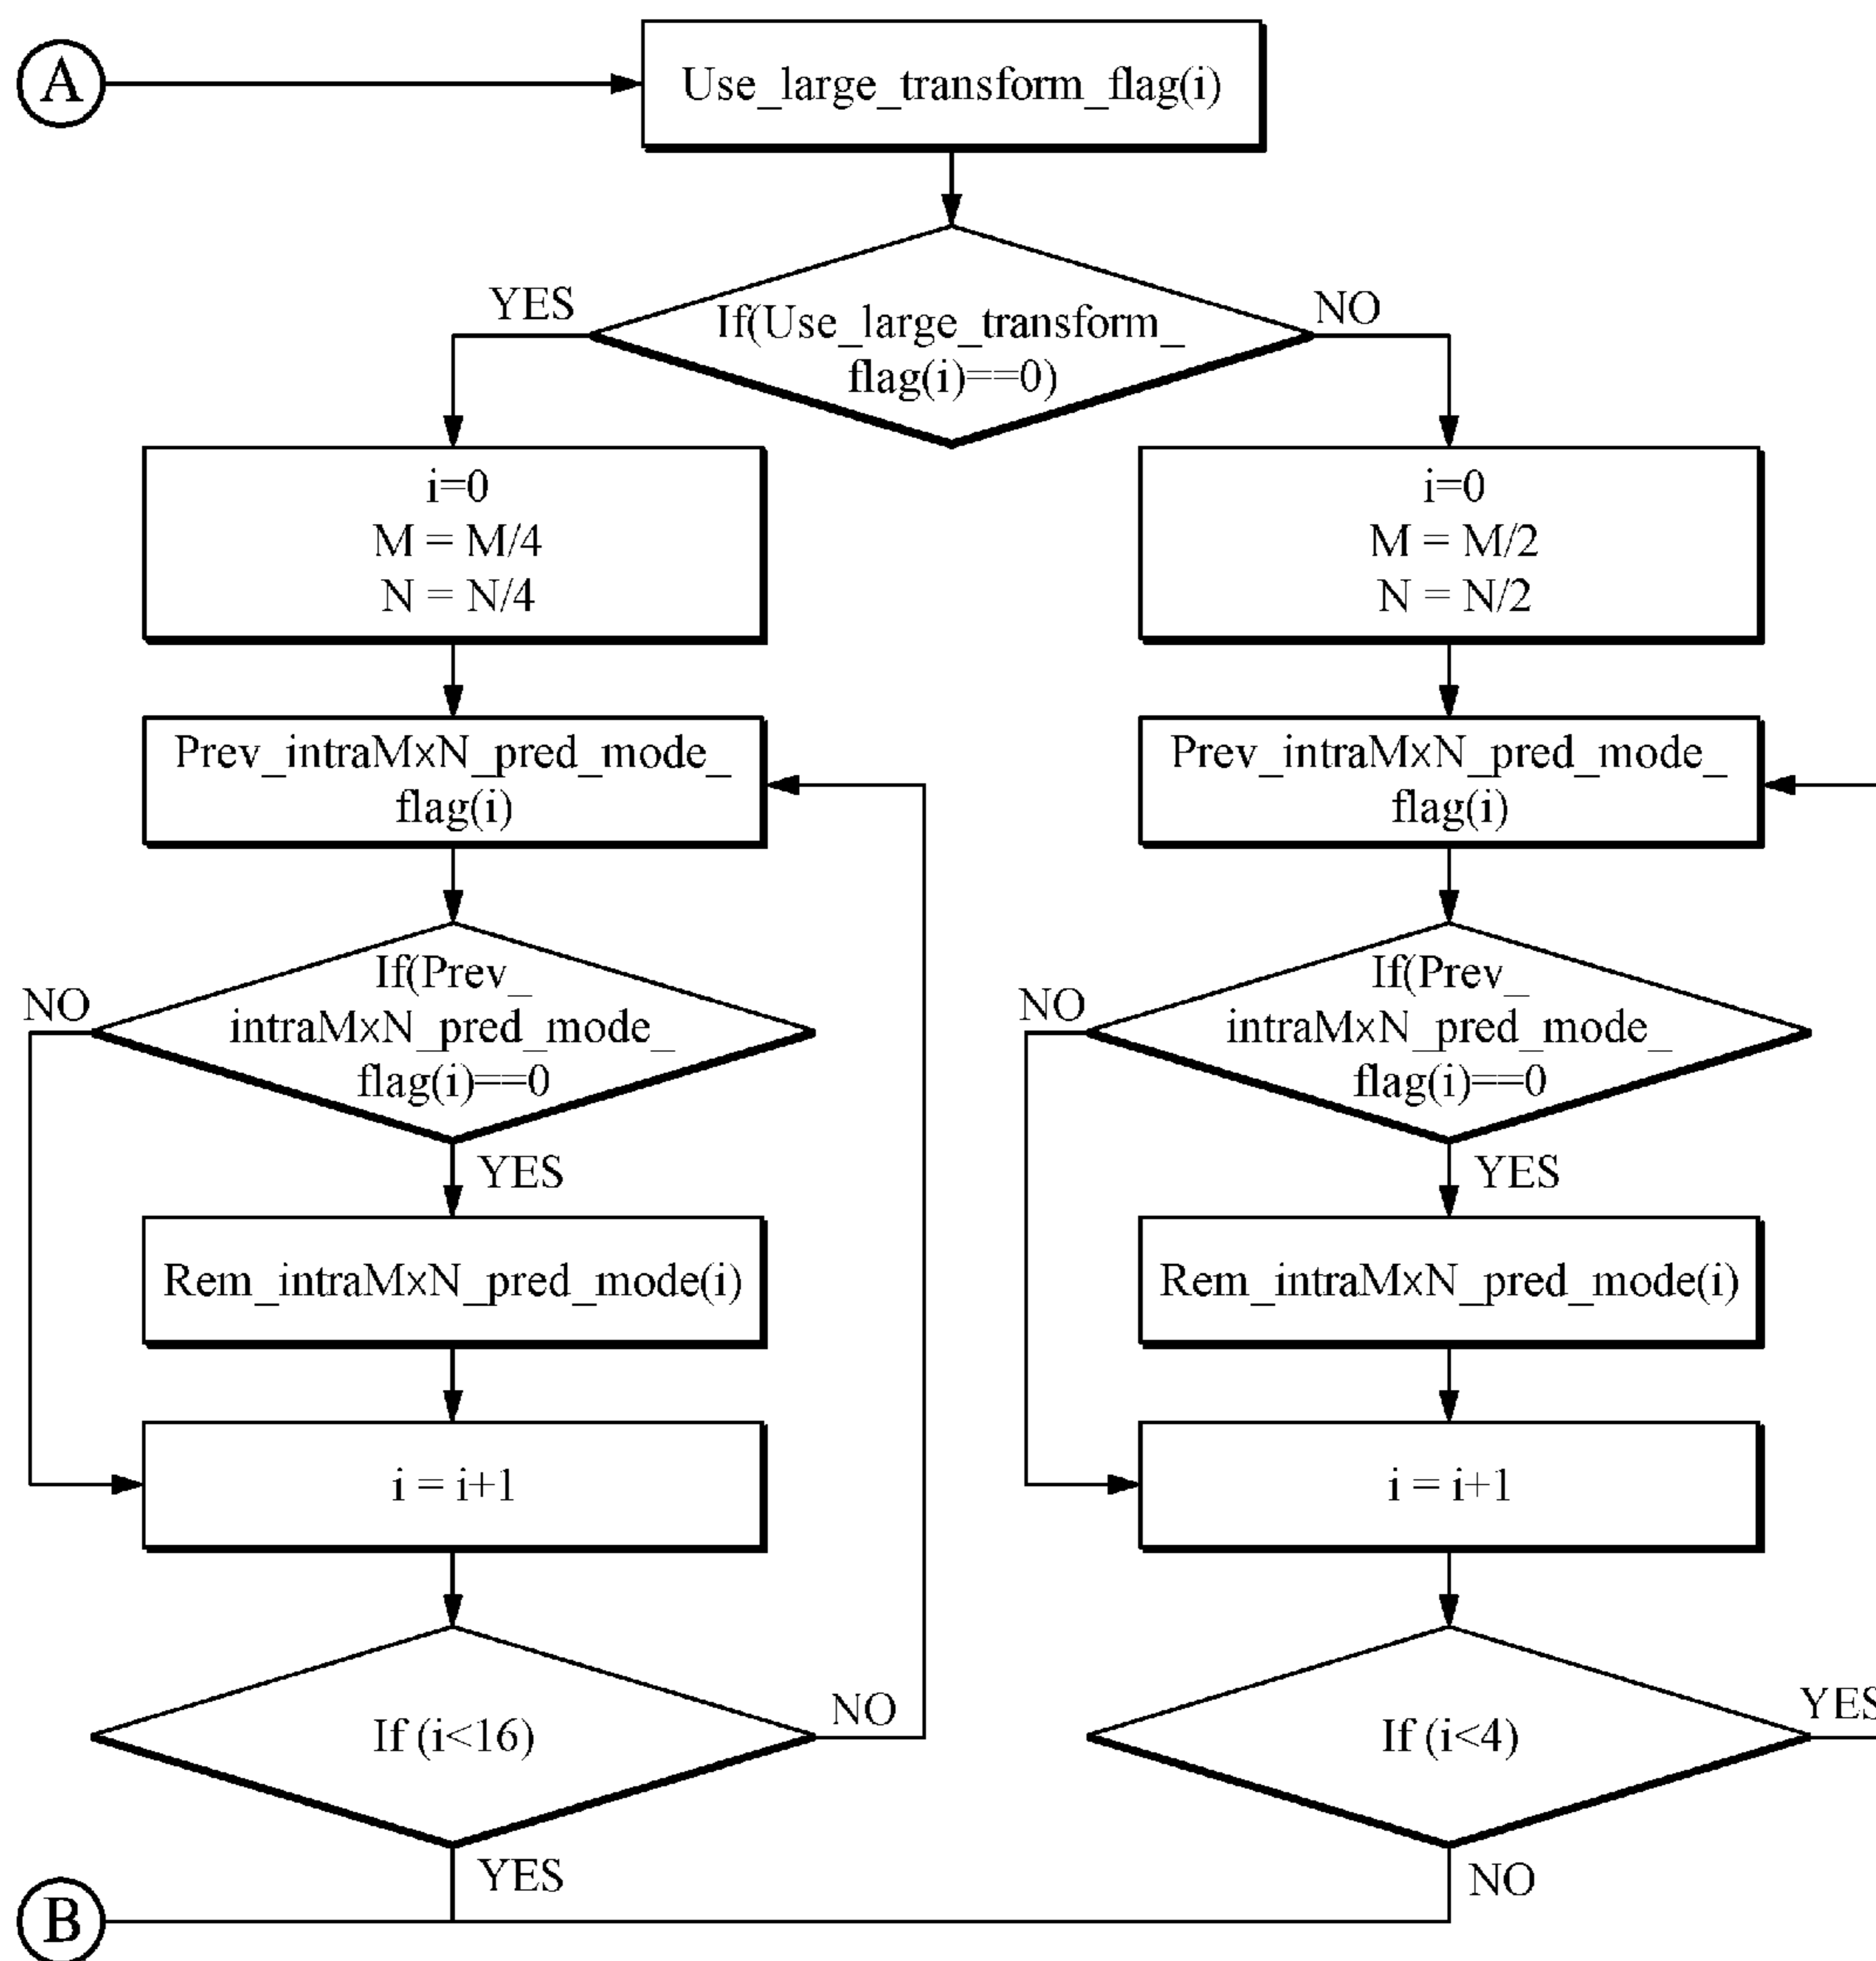 A
Use_large_transform_flag(i)
YES
If(Use_large_transform_
flag(i)==0)
NO
i=0
M = M/4
N = N/4
i=0
M = M/2
N = N/2
Prev_intraM×N_pred_mode_
flag(i)
Prev_intraM×N_pred_mode_
flag(i)
NO
If(Prev_
intraM×N_pred_mode_
flag(i)==0
YES
NO
If(Prev_
intraM×N_pred_mode_
flag(i)==0
YES
Rem_intraM×N_pred_mode(i)
Rem_intraM×N_pred_mode(i)
i = i+1
i = i+1
If (i<16)
NO
YES
If (i<4)
YES
NO
B